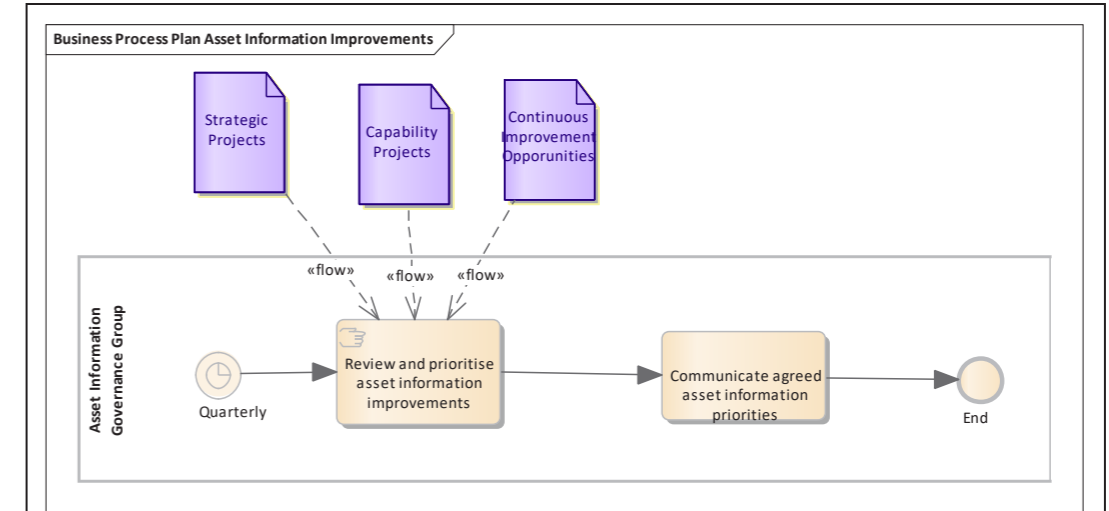 Business Process Plan Asset Information Improvements
Strategic
Projects
Capability
Projects
Continuous
Improvement
Opporunities
«flow»
«flow»
«flow»
Asset Information
Governance Group
Quarterly
Review and prioritise
asset information
improvements
Communicate agreed
asset information
priorities
End